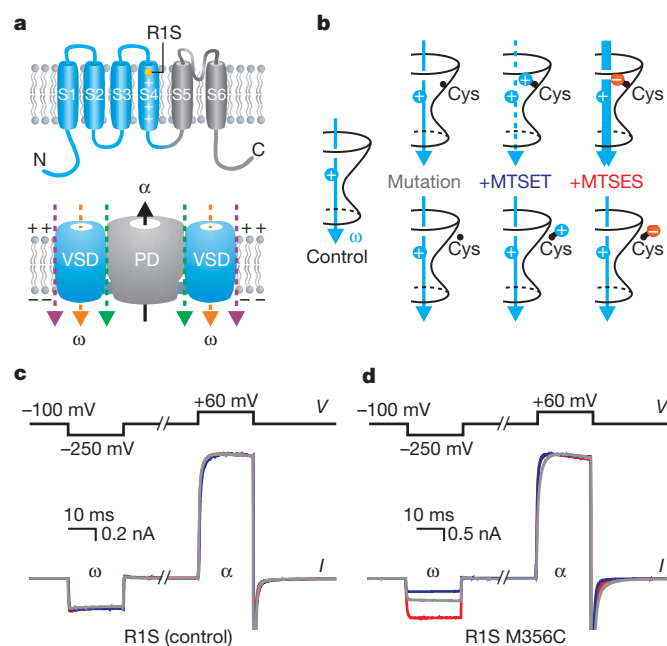 a
R1S
S1 S2 S3 S4 S5 S6
+
+
+
N
C
α
++ VSD PD VSD ++
– – – –
ω ω
b
+ Cys + + Cys – + Cys
Mutation +MTSET +MTSES
+
ω
Control
+ Cys + Cys + + Cys –
c
–100 mV +60 mV V
–250 mV
10 ms
0.2 nA
ω α I
R1S (control)
d
–100 mV +60 mV V
–250 mV
10 ms
0.5 nA
ω α I
R1S M356C